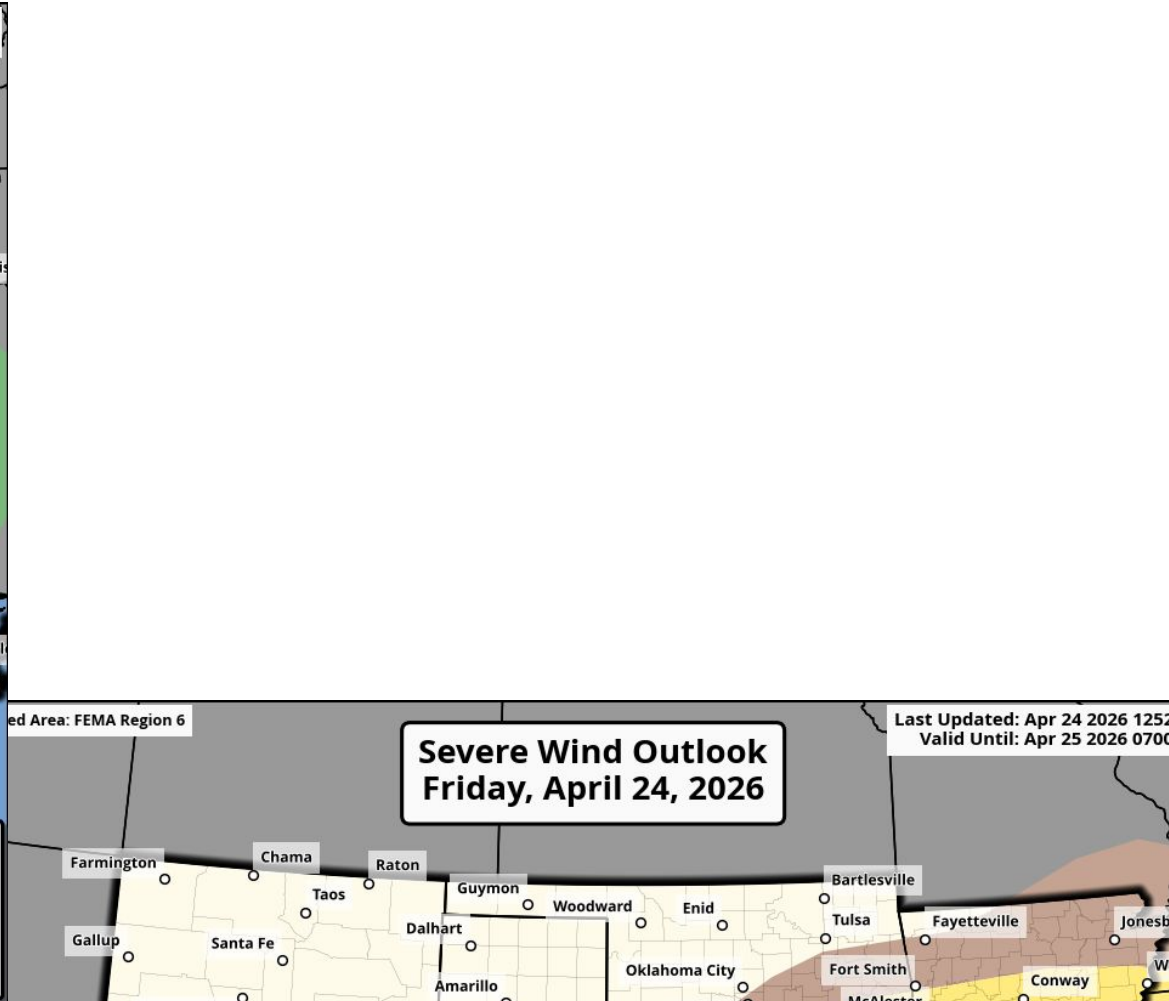 ed Area: FEMA Region 6
Severe Wind Outlook
Friday, April 24, 2026
Last Updated: Apr 24 2026 1252
Valid Until: Apr 25 2026 0700
Farmington
Chama
Raton
Taos
Guymon
Woodward
Enid
Bartlesville
Tulsa
Fayetteville
Jonesb
Gallup
Santa Fe
Dalhart
Amarillo
Oklahoma City
Fort Smith
McAlester
Conway
W